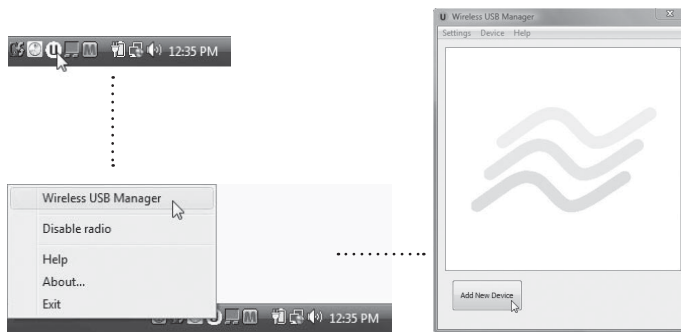 12:35 PM
Wireless USB Manager
Disable radio
Help
About...
Exit
12:35 PM
U Wireless USB Manager
Settings Device Help
Add New Device